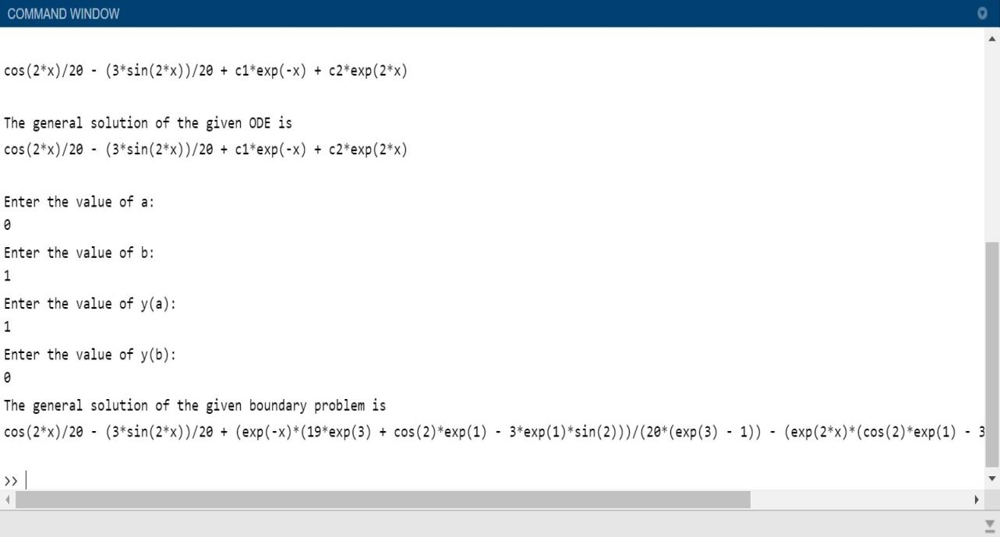 COMMAND WINDOW
cos(2*x)/20 - (3*sin(2*x))/20 + c1*exp(-x) + c2*exp(2*x)
The general solution of the given ODE is
cos(2*x)/20 - (3*sin(2*x))/20 + c1*exp(-x) + c2*exp(2*x)
Enter the value of a:
0
Enter the value of b:
1
Enter the value of y(a):
1
Enter the value of y(b):
0
The general solution of the given boundary problem is
cos(2*x)/20 - (3*sin(2*x))/20 + (exp(-x)*(19*exp(3) + cos(2)*exp(1) - 3*exp(1)*sin(2)))/(20*(exp(3) - 1)) - (exp(2*x)*(cos(2)*exp(1) - 3
>>